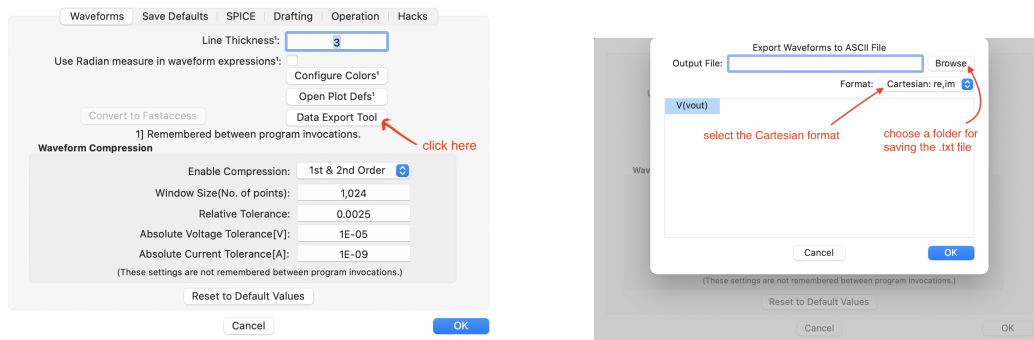 Waveforms Save Defaults SPICE Drafting Operation Hacks
Line Thickness¹: 3
Use Radian measure in waveform expressions¹:
Configure Colors¹
Open Plot Defs¹
Convert to Fastaccess Data Export Tool
1] Remembered between program invocations.
click here
Waveform Compression
Enable Compression: 1st & 2nd Order
Window Size(No. of points): 1,024
Relative Tolerance: 0.0025
Absolute Voltage Tolerance[V]: 1E-05
Absolute Current Tolerance[A]: 1E-09
(These settings are not remembered between program invocations.)
Reset to Default Values
Cancel OK
Export Waveforms to ASCII File
Output File: Browse
Format: Cartesian: re,im
V(vout)
select the Cartesian format
choose a folder for
saving the .txt file
Wav
Cancel OK
(These settings are not remembered between program invocations.)
Reset to Default Values
Cancel OK